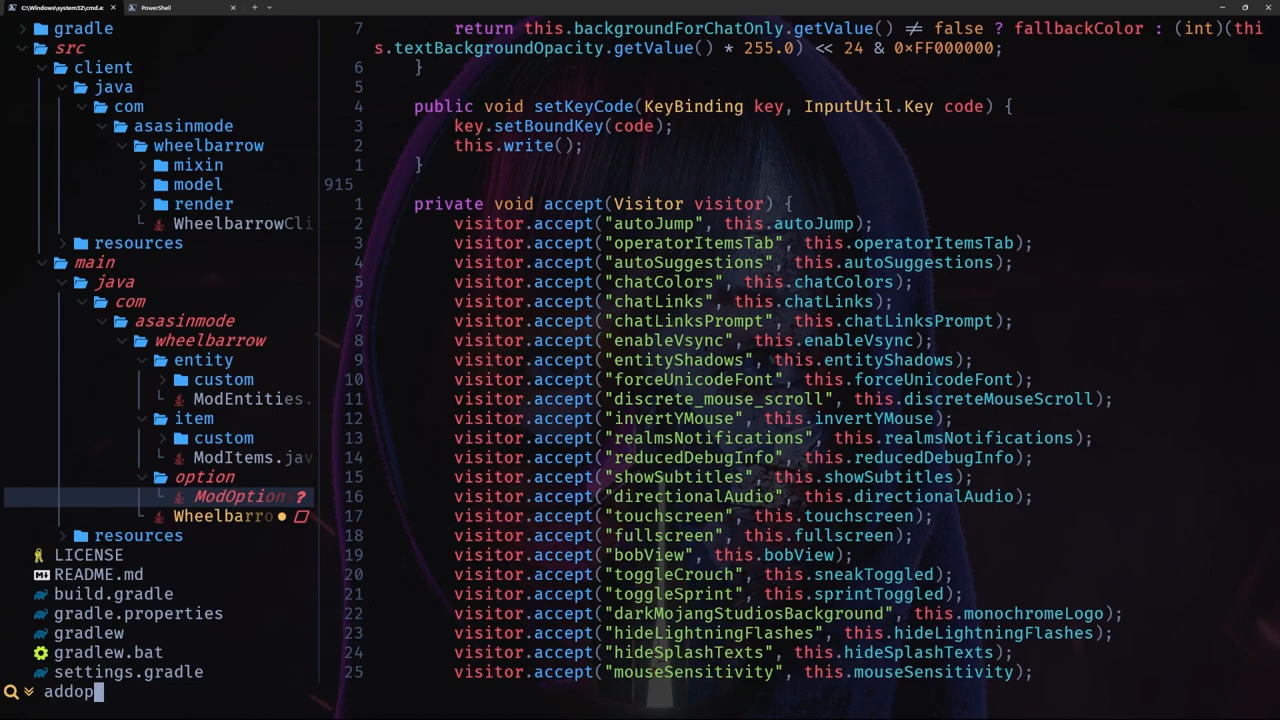 C:\Windows\system32\cmd.e
PowerShell
gradle
src
client
java
com
asasinmode
wheelbarrow
mixin
model
render
WheelbarrowCli
resources
main
java
com
asasinmode
wheelbarrow
entity
custom
ModEntities.
item
custom
ModItems.jav
option
ModOption ?
Wheelbarro
resources
LICENSE
README.md
build.gradle
gradle.properties
gradlew
gradlew.bat
settings.gradle
7 return this.backgroundForChatOnly.getValue() ≠ false ? fallbackColor : (int)(thi
s.textBackgroundOpacity.getValue() * 255.0) << 24 & 0×FF000000;
6 }
5
4 public void setKeyCode(KeyBinding key, InputUtil.Key code) {
3 key.setBoundKey(code);
2 this.write();
1 }
915
1 private void accept(Visitor visitor) {
2 visitor.accept("autoJump", this.autoJump);
3 visitor.accept("operatorItemsTab", this.operatorItemsTab);
4 visitor.accept("autoSuggestions", this.autoSuggestions);
5 visitor.accept("chatColors", this.chatColors);
6 visitor.accept("chatLinks", this.chatLinks);
7 visitor.accept("chatLinksPrompt", this.chatLinksPrompt);
8 visitor.accept("enableVsync", this.enableVsync);
9 visitor.accept("entityShadows", this.entityShadows);
10 visitor.accept("forceUnicodeFont", this.forceUnicodeFont);
11 visitor.accept("discrete_mouse_scroll", this.discreteMouseScroll);
12 visitor.accept("invertYMouse", this.invertYMouse);
13 visitor.accept("realmsNotifications", this.realmsNotifications);
14 visitor.accept("reducedDebugInfo", this.reducedDebugInfo);
15 visitor.accept("showSubtitles", this.showSubtitles);
16 visitor.accept("directionalAudio", this.directionalAudio);
17 visitor.accept("touchscreen", this.touchscreen);
18 visitor.accept("fullscreen", this.fullscreen);
19 visitor.accept("bobView", this.bobView);
20 visitor.accept("toggleCrouch", this.sneakToggled);
21 visitor.accept("toggleSprint", this.sprintToggled);
22 visitor.accept("darkMojangStudiosBackground", this.monochromeLogo);
23 visitor.accept("hideLightningFlashes", this.hideLightningFlashes);
24 visitor.accept("hideSplashTexts", this.hideSplashTexts);
25 visitor.accept("mouseSensitivity", this.mouseSensitivity);
addop